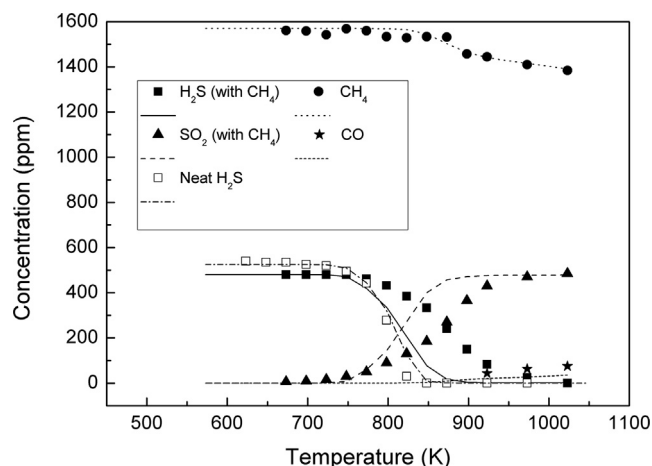 1600
1400
1200
1000
800
600
400
200
0
Concentration (ppm)
H₂S (with CH₄)
CH₄
SO₂ (with CH₄)
CO
Neat H₂S
500 600 700 800 900 1000 1100
Temperature (K)